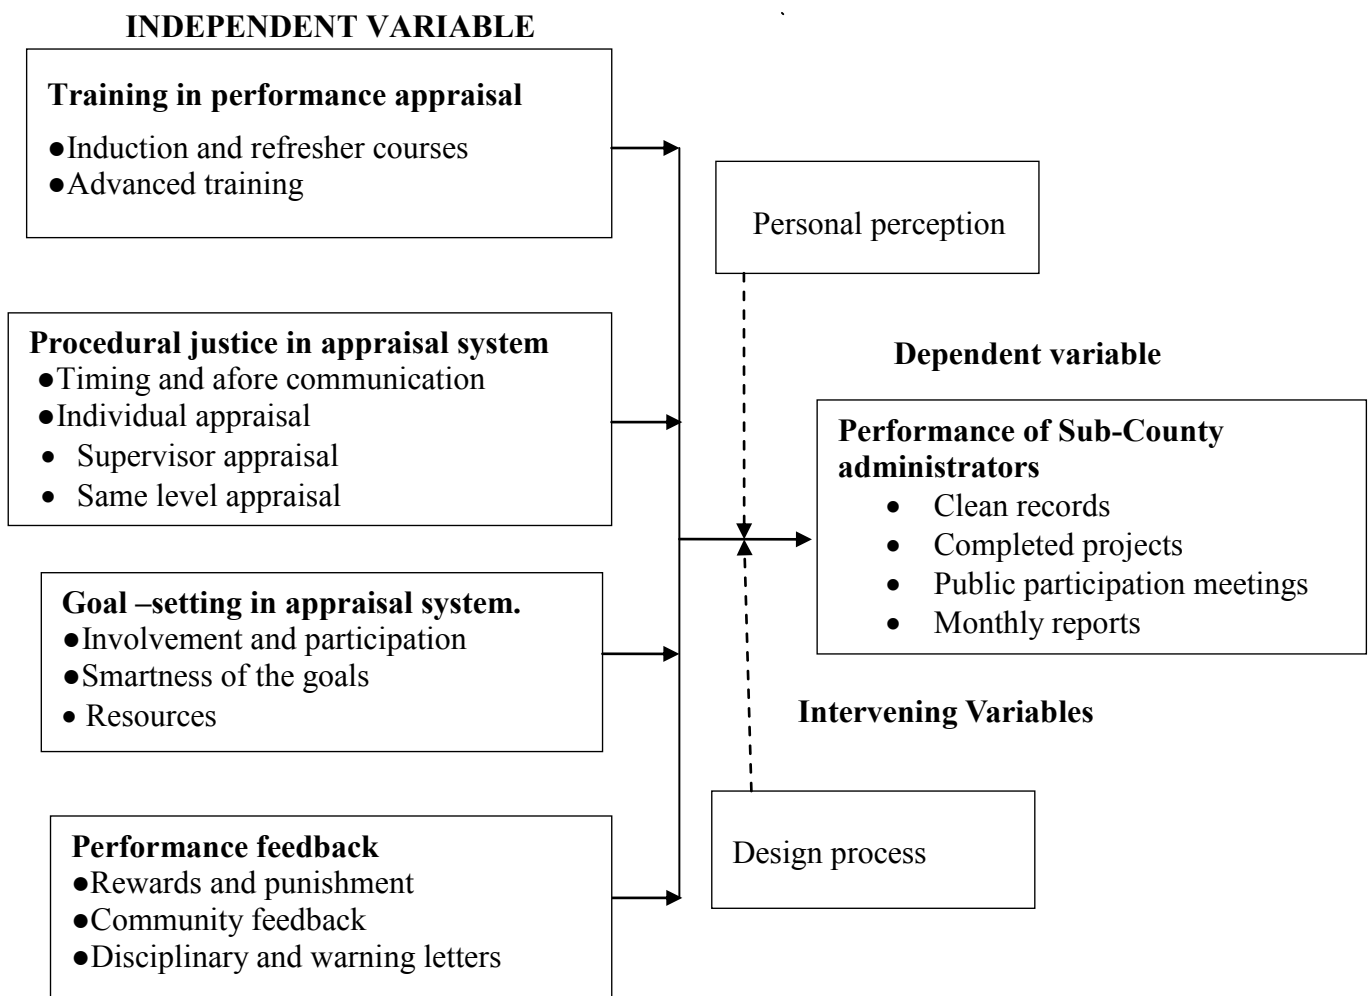 INDEPENDENT VARIABLE
Training in performance appraisal
●Induction and refresher courses
●Advanced training
Procedural justice in appraisal system
●Timing and afore communication
●Individual appraisal
• Supervisor appraisal
• Same level appraisal
Goal –setting in appraisal system.
●Involvement and participation
●Smartness of the goals
• Resources
Performance feedback
●Rewards and punishment
●Community feedback
●Disciplinary and warning letters
Personal perception
Dependent variable
Performance of Sub-County
administrators
• Clean records
• Completed projects
• Public participation meetings
• Monthly reports
Intervening Variables
Design process